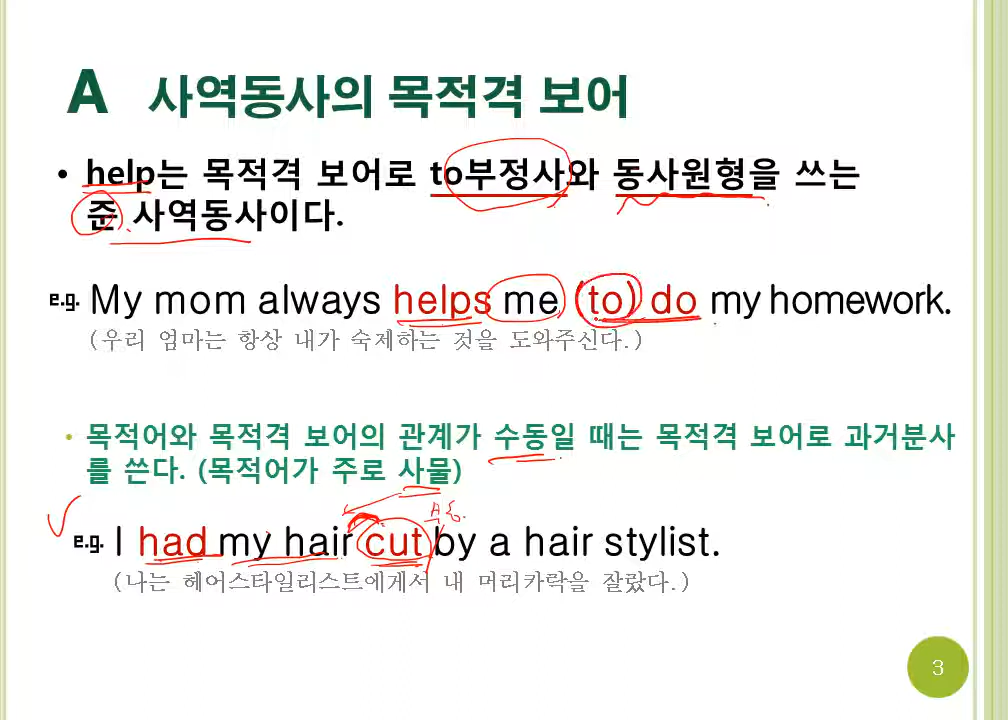 A 사역동사의 목적격 보어
• help는 목적격 보어로 to부정사와 동사원형을 쓰는
준 사역동사이다.
e.g. My mom always helps me (to) do my homework.
(우리 엄마는 항상 내가 숙제하는 것을 도와주신다.)
• 목적어와 목적격 보어의 관계가 수동일 때는 목적격 보어로 과거분사
를 쓴다. (목적어가 주로 사물)
e.g. I had my hair cut by a hair stylist.
(나는 헤어스타일리스트에게서 내 머리카락을 잘랐다.)
3